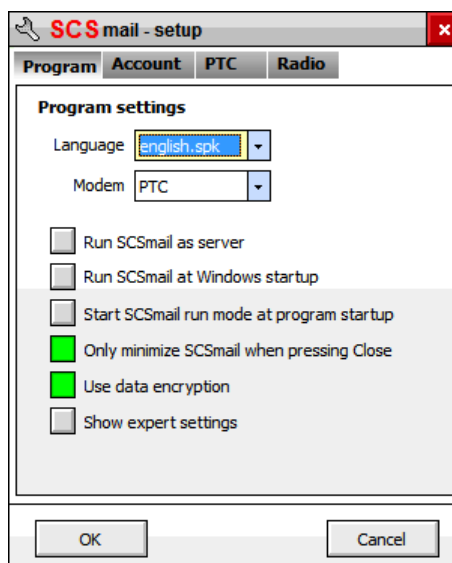 SCS mail - setup
Program Account PTC Radio
Program settings
Language english.spk
Modem PTC
Run SCSmail as server
Run SCSmail at Windows startup
Start SCSmail run mode at program startup
Only minimize SCSmail when pressing Close
Use data encryption
Show expert settings
OK Cancel